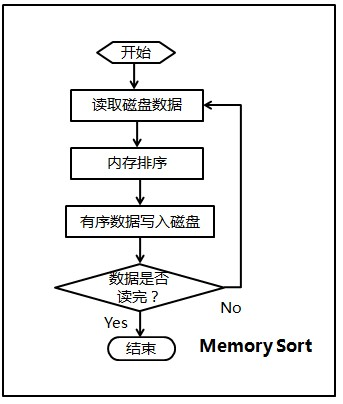 开始
读取磁盘数据
内存排序
有序数据写入磁盘
数据是否
读完？
No
Yes
结束
Memory Sort